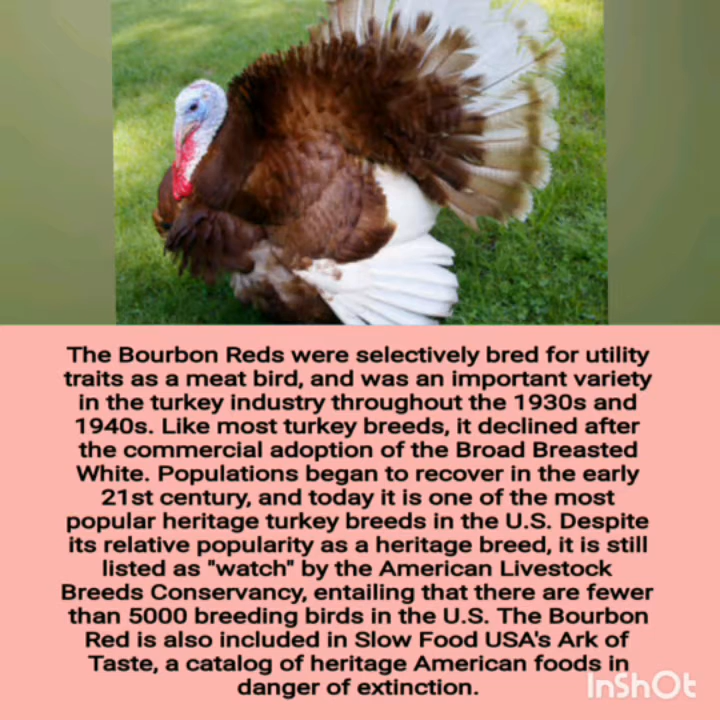 The Bourbon Reds were selectively bred for utility
traits as a meat bird, and was an important variety
in the turkey industry throughout the 1930s and
1940s. Like most turkey breeds, it declined after
the commercial adoption of the Broad Breasted
White. Populations began to recover in the early
21st century, and today it is one of the most
popular heritage turkey breeds in the U.S. Despite
its relative popularity as a heritage breed, it is still
listed as "watch" by the American Livestock
Breeds Conservancy, entailing that there are fewer
than 5000 breeding birds in the U.S. The Bourbon
Red is also included in Slow Food USA's Ark of
Taste, a catalog of heritage American foods in
danger of extinction.
InShOt